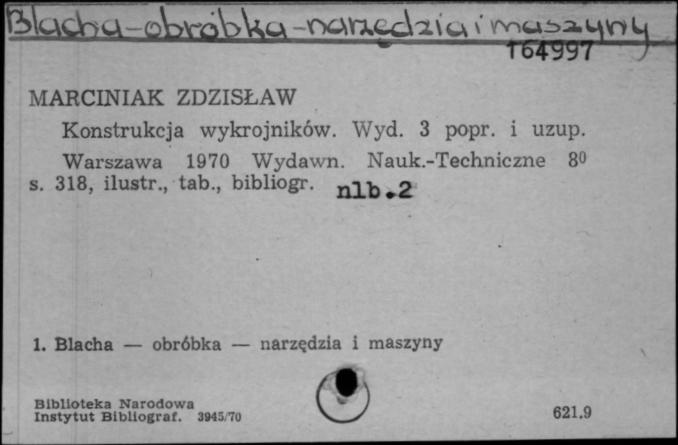 Blacha-obróbka-narzędzia i maszyny
164997
MARCINIAK ZDZISŁAW
Konstrukcja wykrojników. Wyd. 3 popr. i uzup.
Warszawa 1970 Wydawn. Nauk.-Techniczne 8⁰
s. 318, ilustr., tab., bibliogr. nlb.2
1. Blacha — obróbka — narzędzia i maszyny
Biblioteka Narodowa
Instytut Bibliograf. 3945/70
621.9